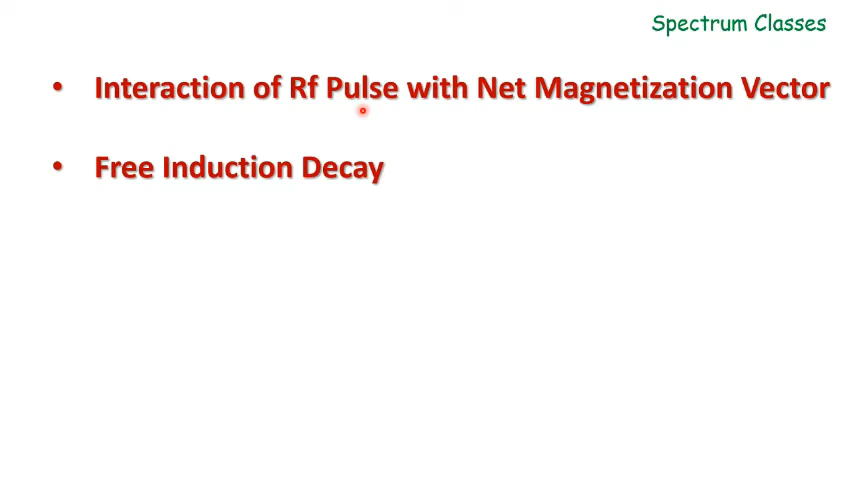 Spectrum Classes
• Interaction of Rf Pulse with Net Magnetization Vector
• Free Induction Decay